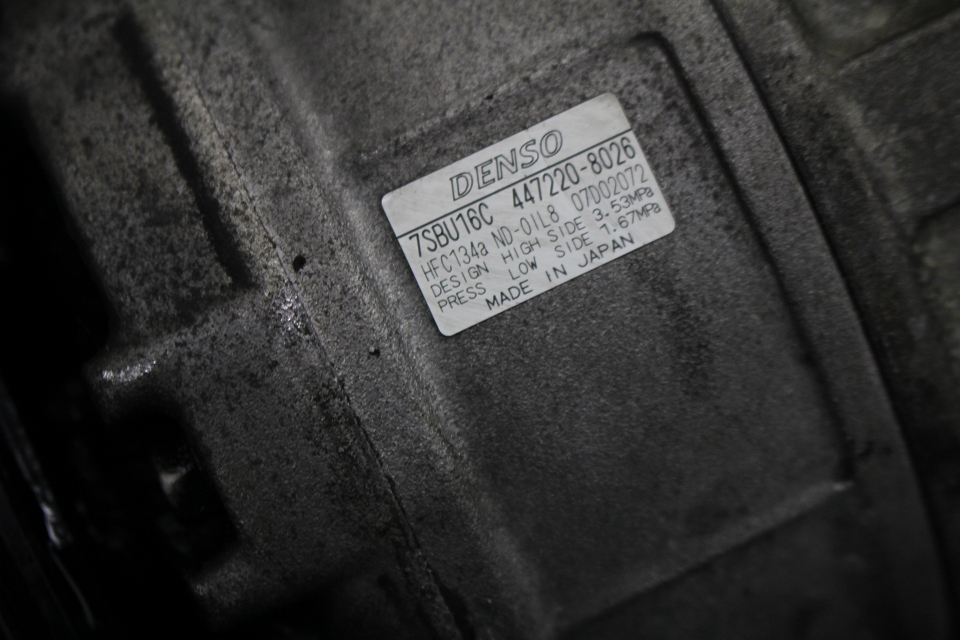 DENSO
7SBU16C 447220-8026
HFC134a ND-OIL8 07D02072
DESIGN HIGH SIDE 3.53MPa
PRESS LOW SIDE 1.67MPa
MADE IN JAPAN